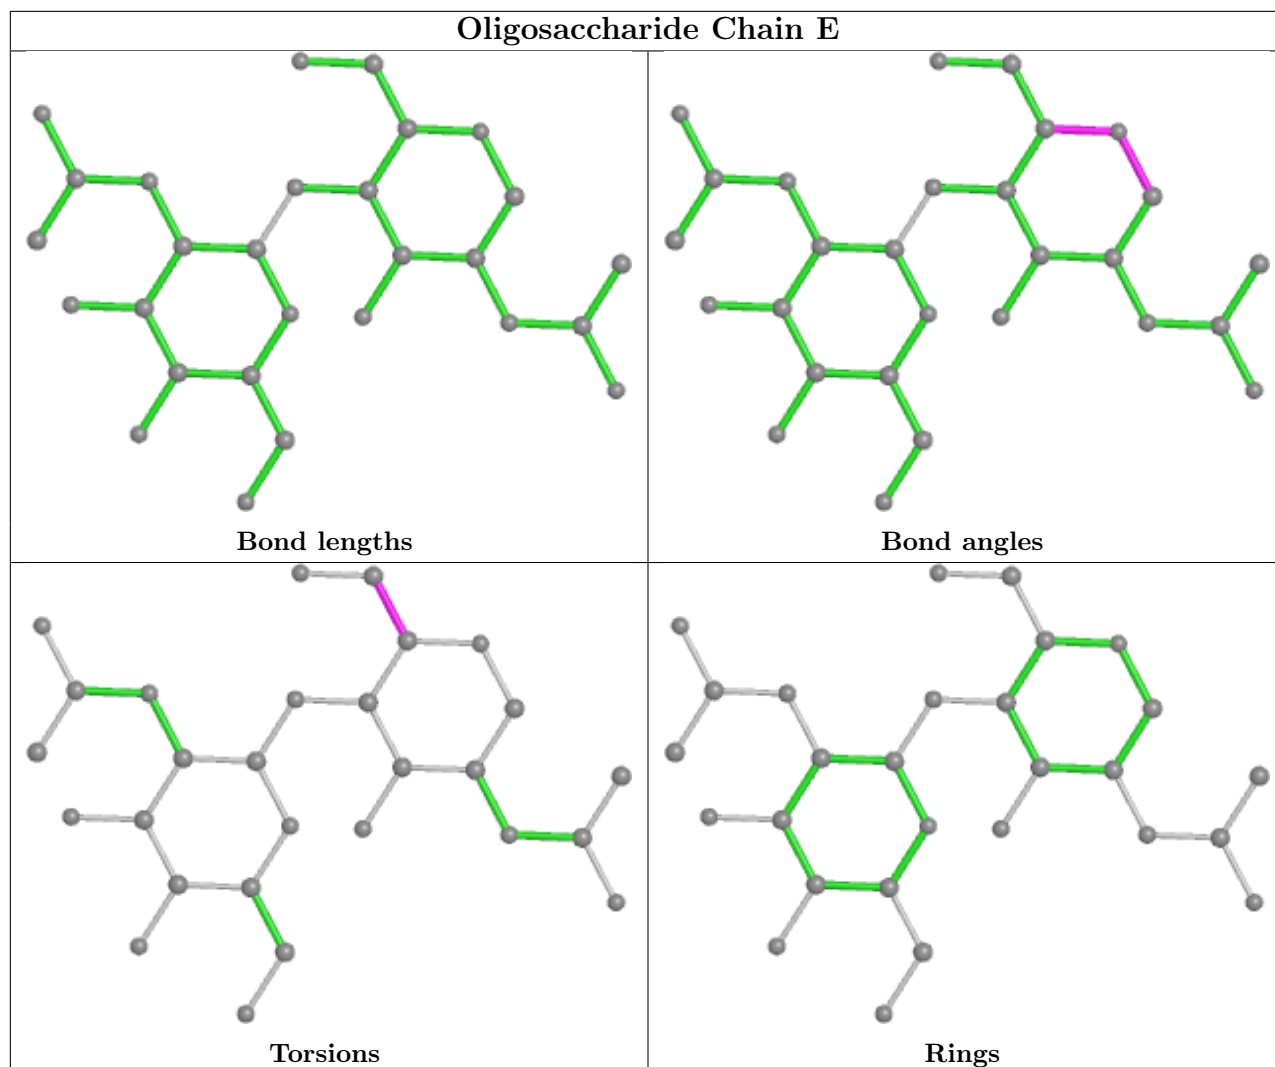 Oligosaccharide Chain E
Bond lengths
Bond angles
Torsions
Rings